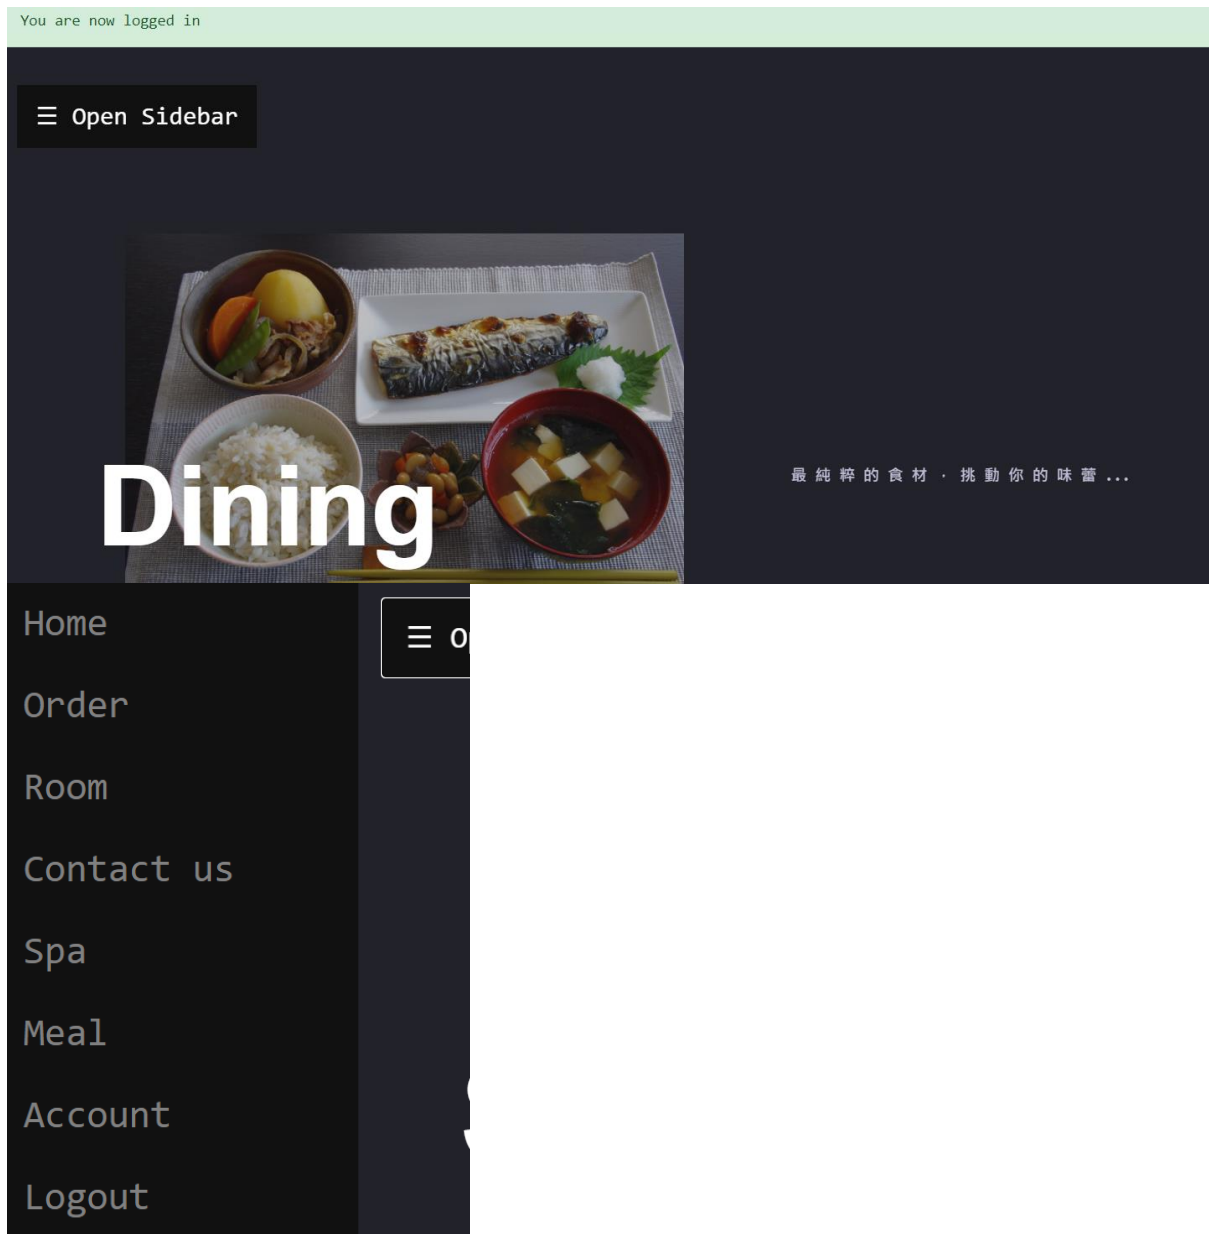 You are now logged in
☰ Open Sidebar
Dining
最純粹的食材·挑動你的味蕾...
Home
☰
Order
Room
Contact us
Spa
Meal
Account
Logout